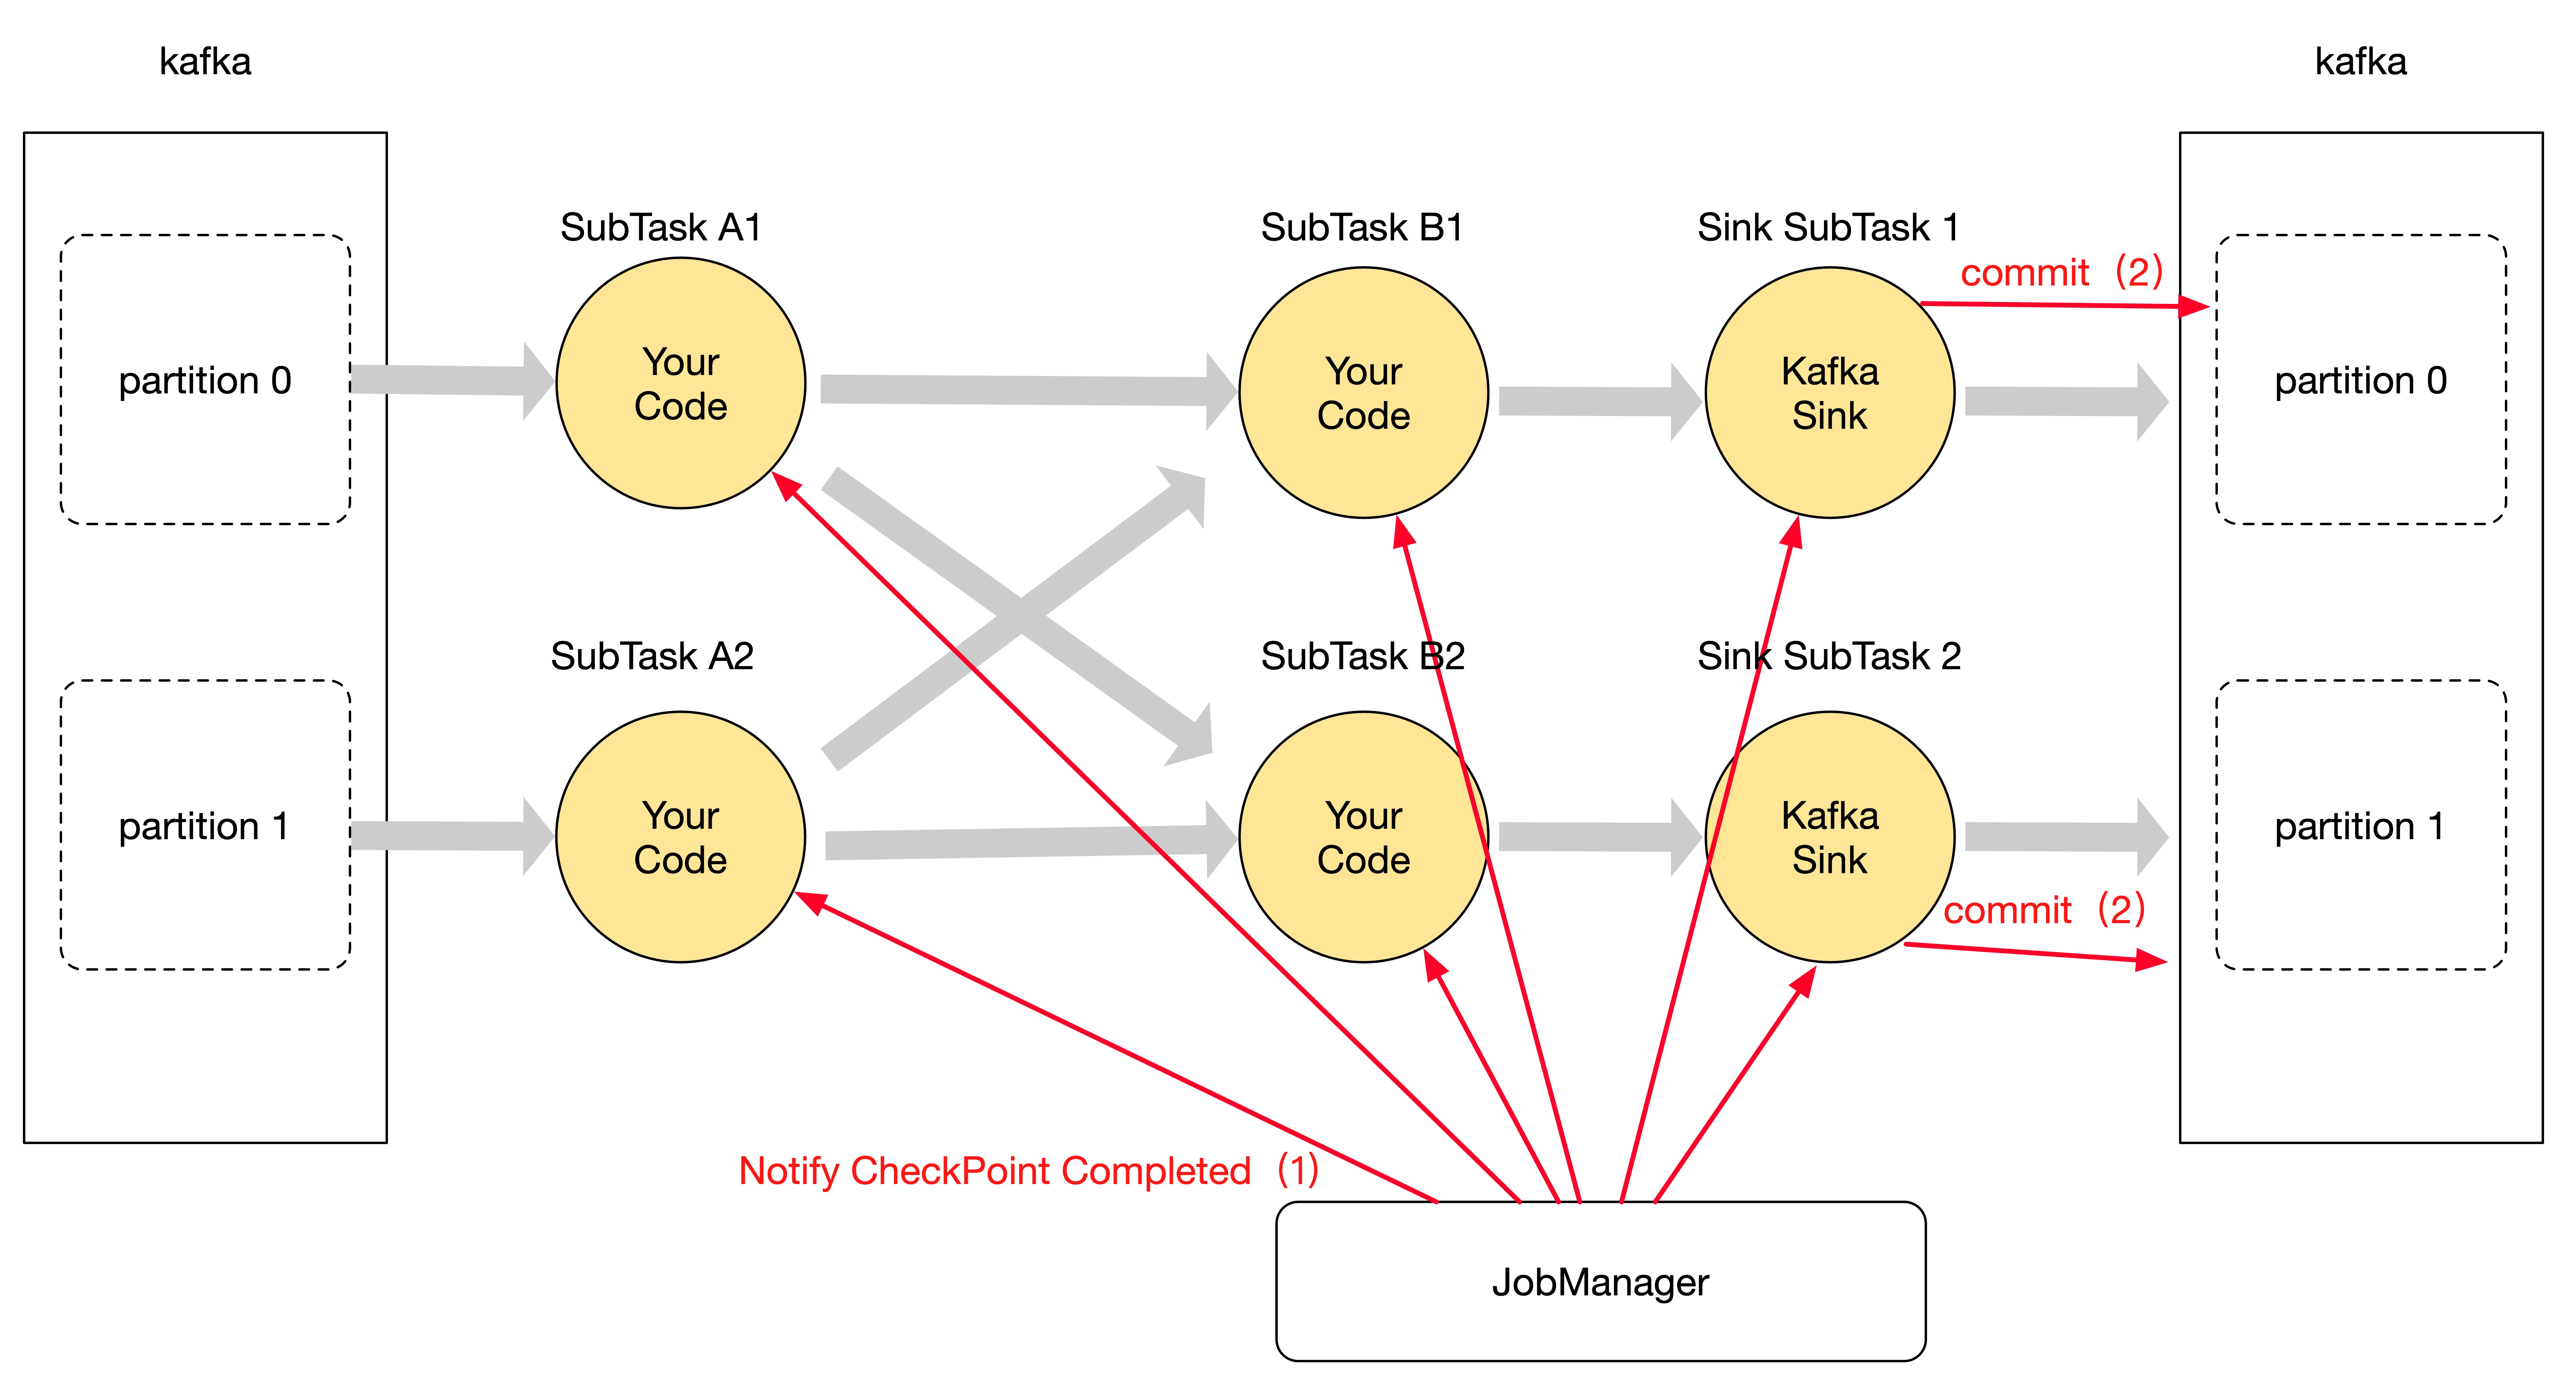 kafka
kafka
SubTask A1
SubTask B1
Sink SubTask 1
commit（2）
partition 0
Your
Code
Your
Code
Kafka
Sink
partition 0
SubTask A2
SubTask B2
Sink SubTask 2
partition 1
Your
Code
Your
Code
Kafka
Sink
partition 1
commit（2）
Notify CheckPoint Completed（1）
JobManager